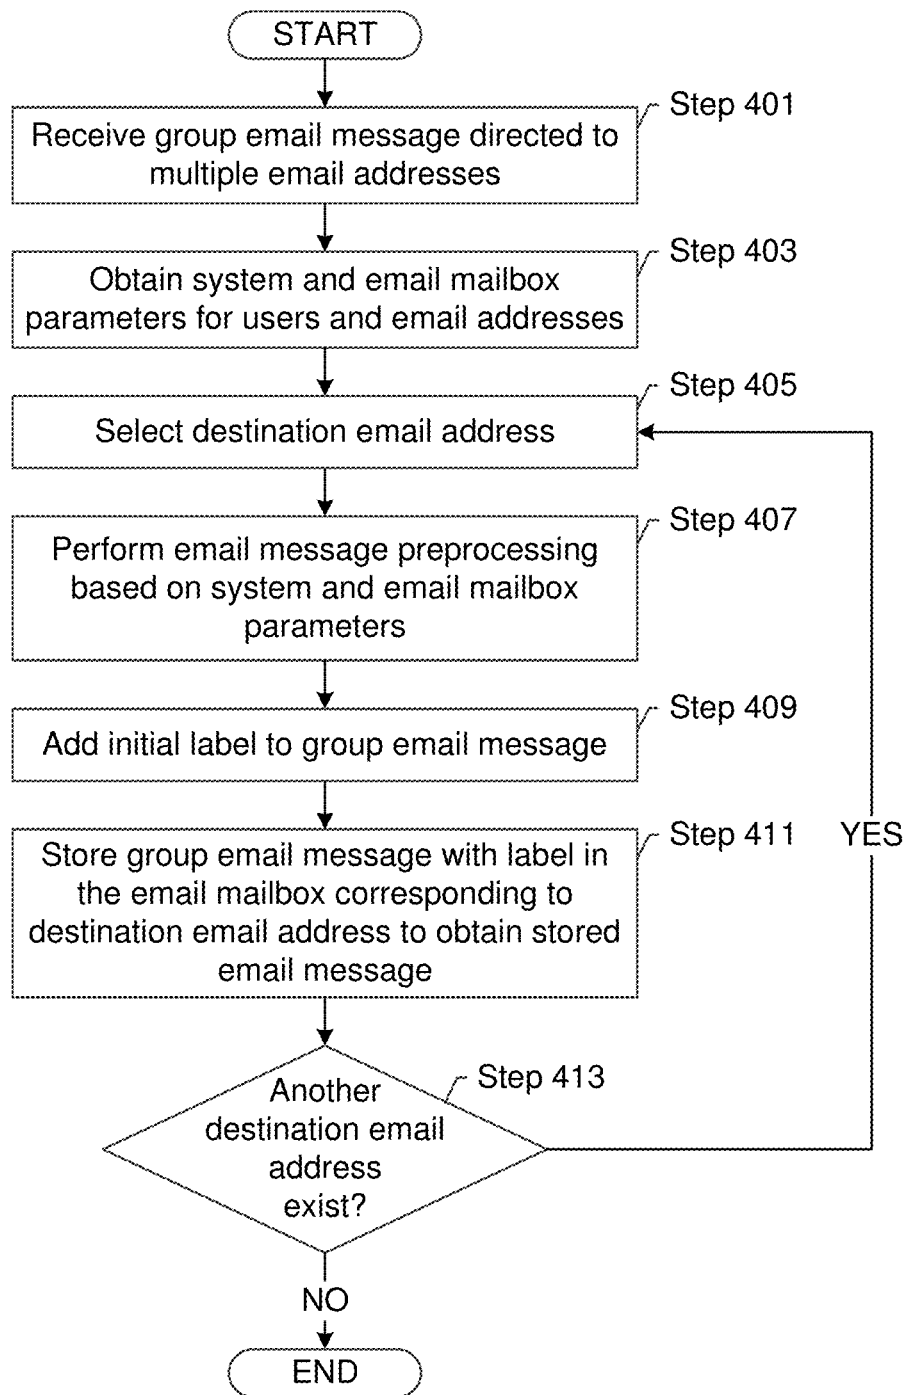 START
Step 401
Receive group email message directed to
multiple email addresses
Step 403
Obtain system and email mailbox
parameters for users and email addresses
Step 405
Select destination email address
Step 407
Perform email message preprocessing
based on system and email mailbox
parameters
Step 409
Add initial label to group email message
Step 411
Store group email message with label in
the email mailbox corresponding to
destination email address to obtain stored
email message
YES
Step 413
Another
destination email
address
exist?
NO
END